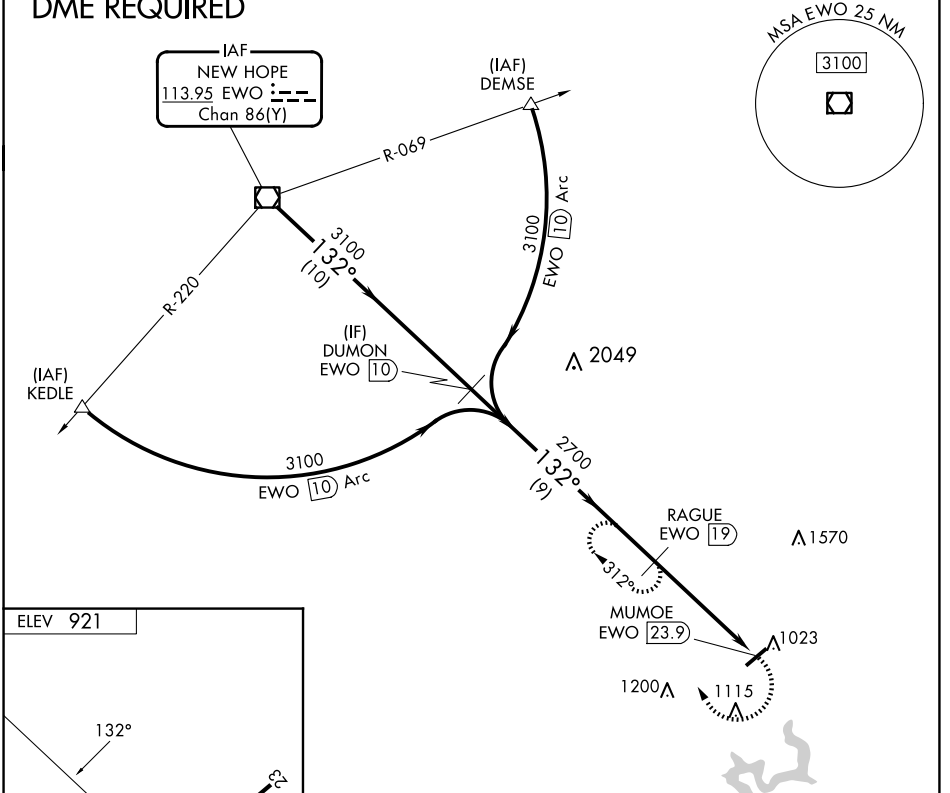 DME REQUIRED
IAF
NEW HOPE
113.95 EWO
Chan 86(Y)
(IAF)
DEMSE
MSA EWO 25 NM
3100
R-069
R-220
3100
132°
(10)
3100
EWO 10 Arc
(IF)
DUMON
EWO 10
2049
(IAF)
KEDLE
3100
EWO 10 Arc
2700
132°
(9)
RAGUE
EWO 19
1570
312°
MUMOE
EWO 23.9
1023
1200
1115
ELEV 921
132°
23